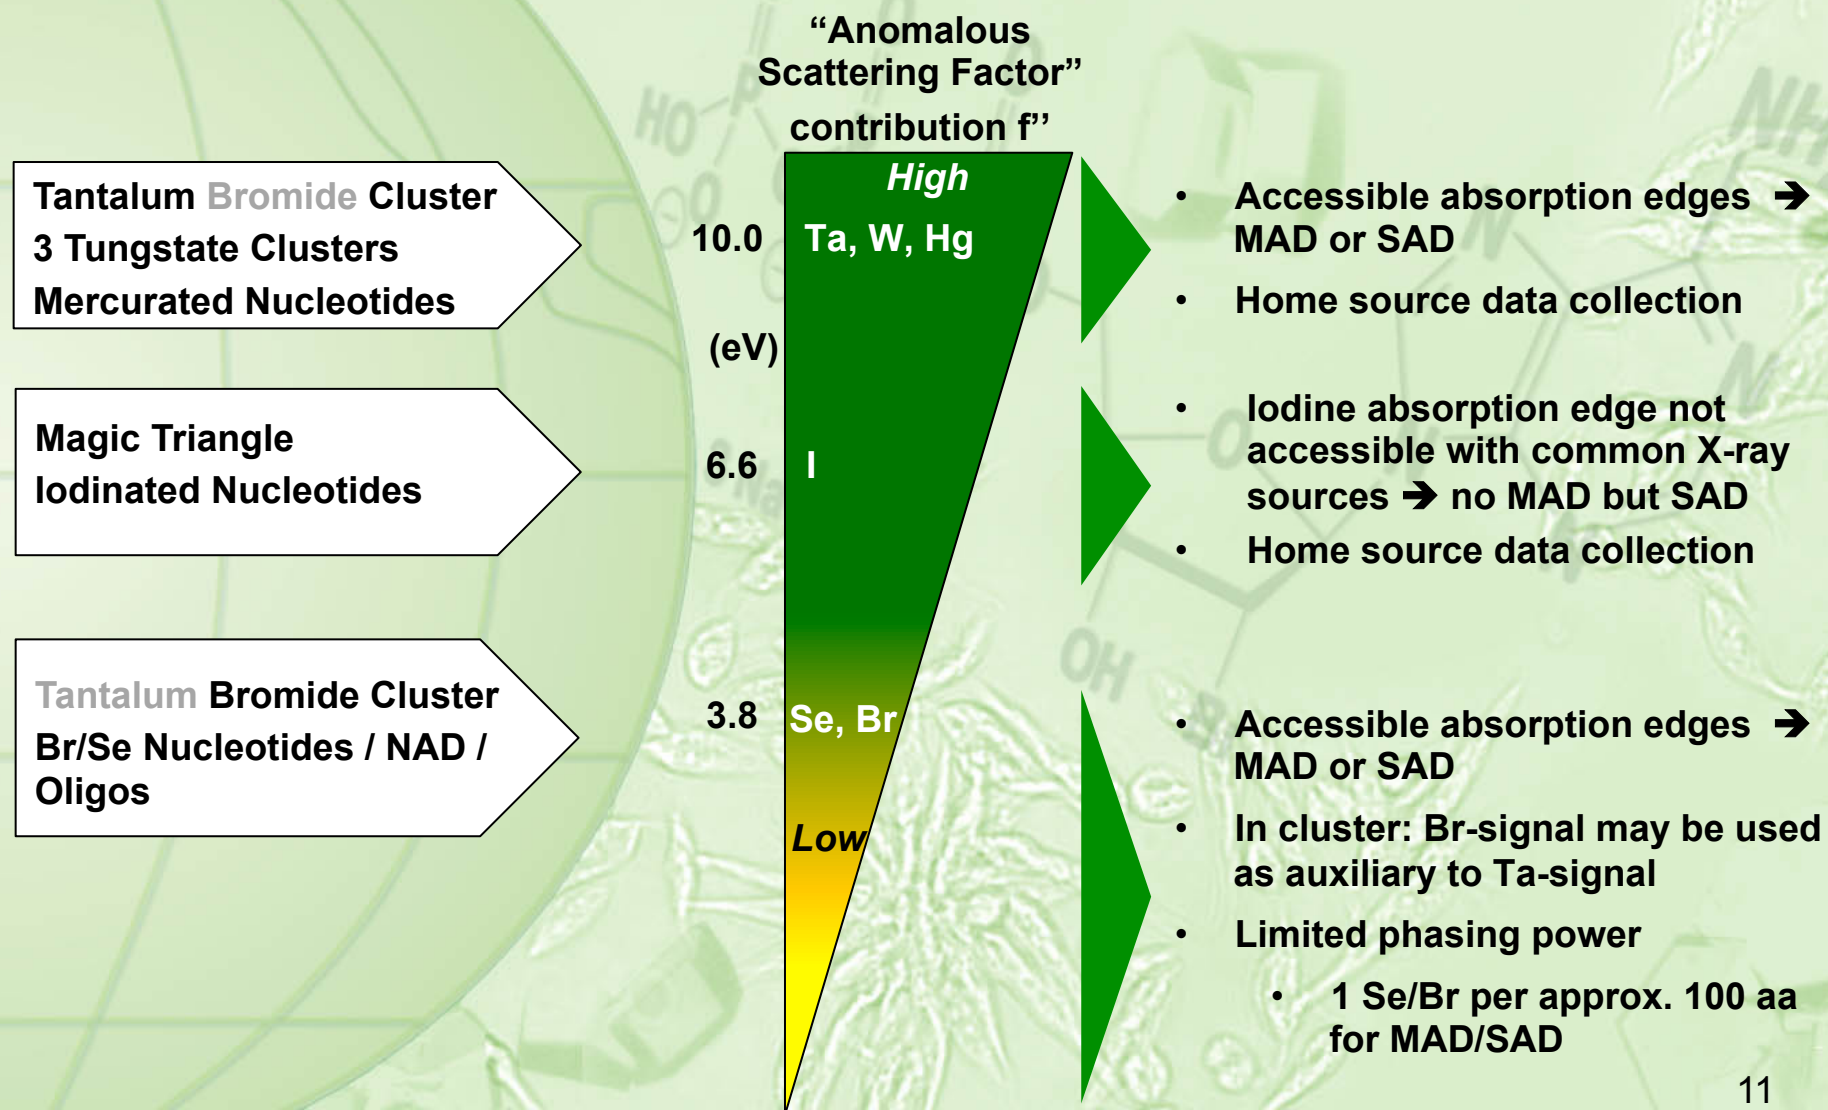 “Anomalous
Scattering Factor”
contribution f’’
Tantalum Bromide Cluster
3 Tungstate Clusters
Mercurated Nucleotides
High
10.0
Ta, W, Hg
(eV)
• Accessible absorption edges ➔
MAD or SAD
• Home source data collection
Magic Triangle
Iodinated Nucleotides
6.6
I
• Iodine absorption edge not
accessible with common X-ray
sources ➔ no MAD but SAD
• Home source data collection
Tantalum Bromide Cluster
Br/Se Nucleotides / NAD /
Oligos
3.8
Se, Br
Low
• Accessible absorption edges ➔
MAD or SAD
• In cluster: Br-signal may be used
as auxiliary to Ta-signal
• Limited phasing power
• 1 Se/Br per approx. 100 aa
for MAD/SAD
11
HO
P
O
O
N
NH
N
N
O
OH